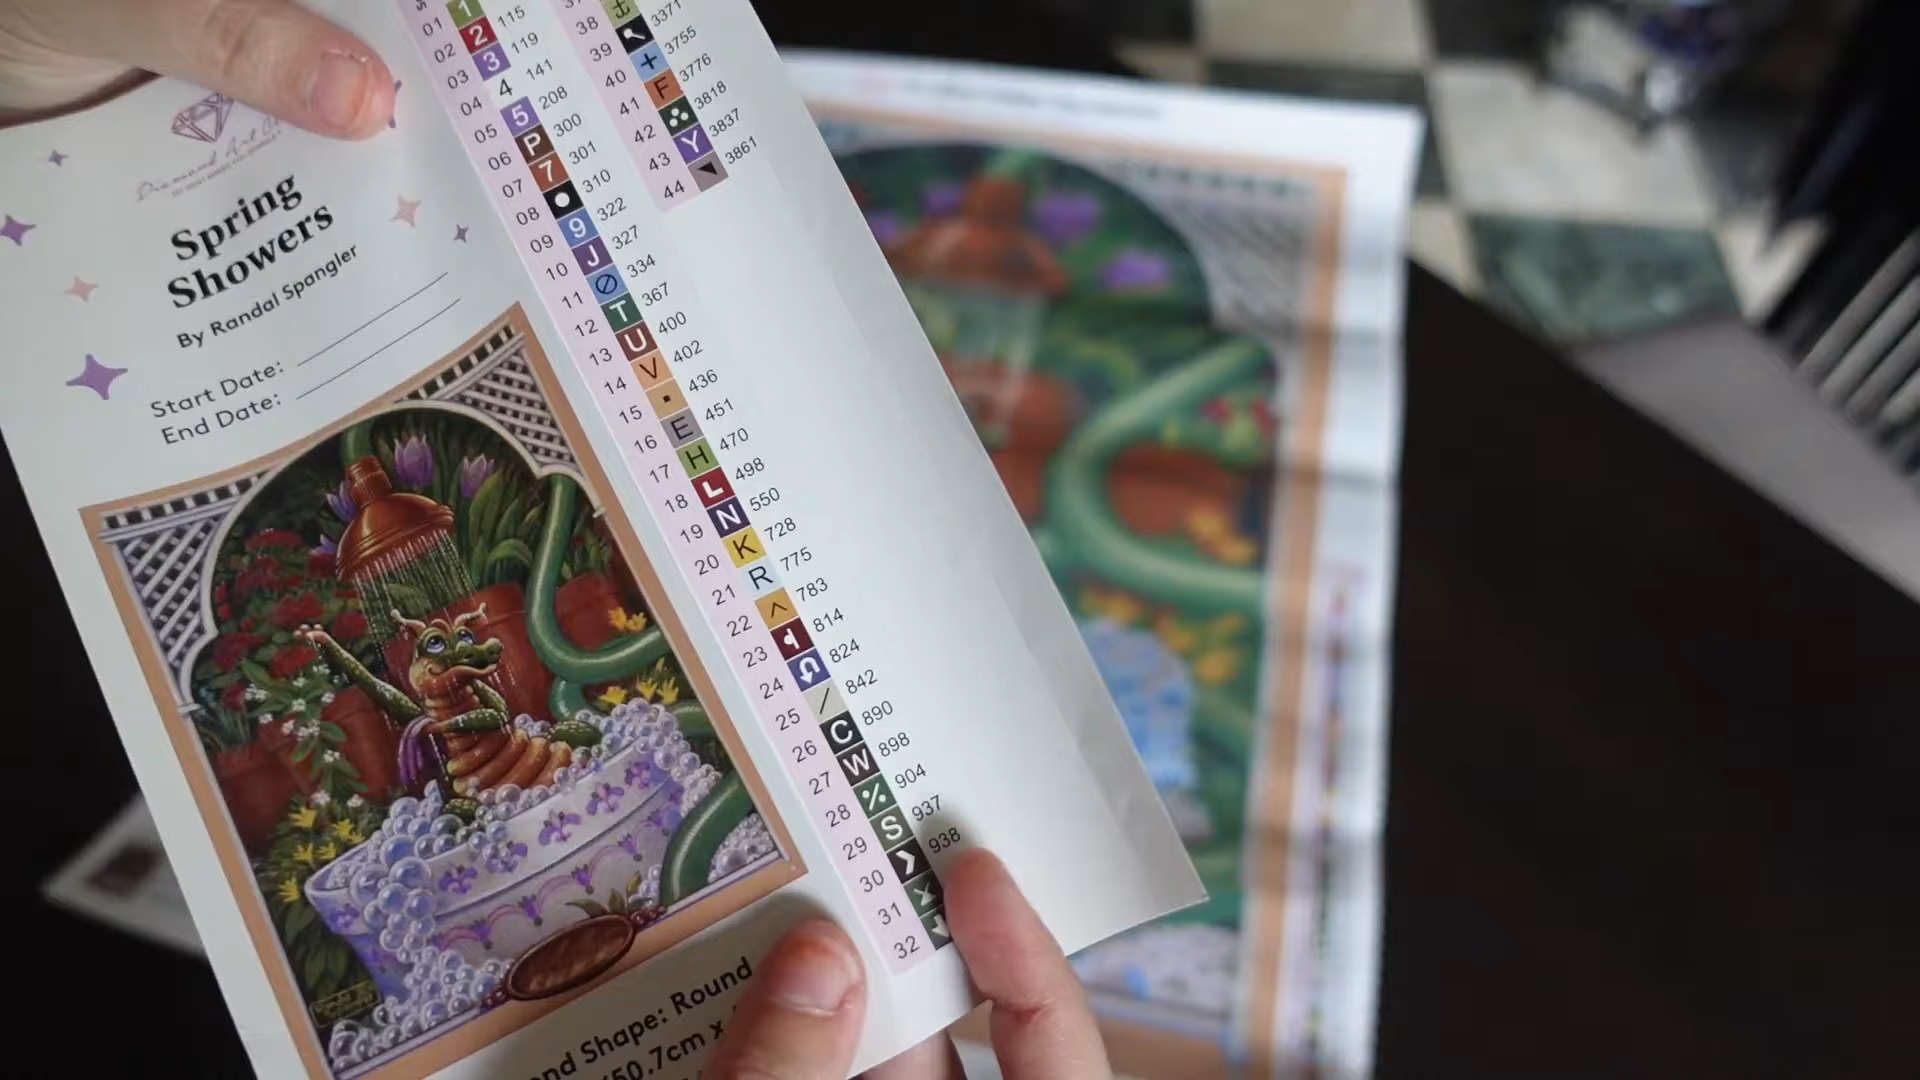 Diamond Art
Spring
Showers
By Randal Spangler
Start Date:
End Date:
01 1
02 2 115
03 3 119
04 4 141
05 5 208
06 P 300
07 7 301
08 ● 310
09 9 322
10 J 327
11 ∅ 334
12 T 367
13 U 400
14 V 402
15 ▪ 436
16 E 451
17 H 470
18 L 498
19 N 550
20 K 728
21 R 775
22 ^ 783
23 814
24 824
25 / 842
26 C 890
27 W 898
28 % 904
29 S 937
30 ❯ 938
31
32
38 ⚓
39 3371
40 + 3755
41 F 3776
42 3818
43 Y 3837
44 3861
Shape: Round
50.7cm x